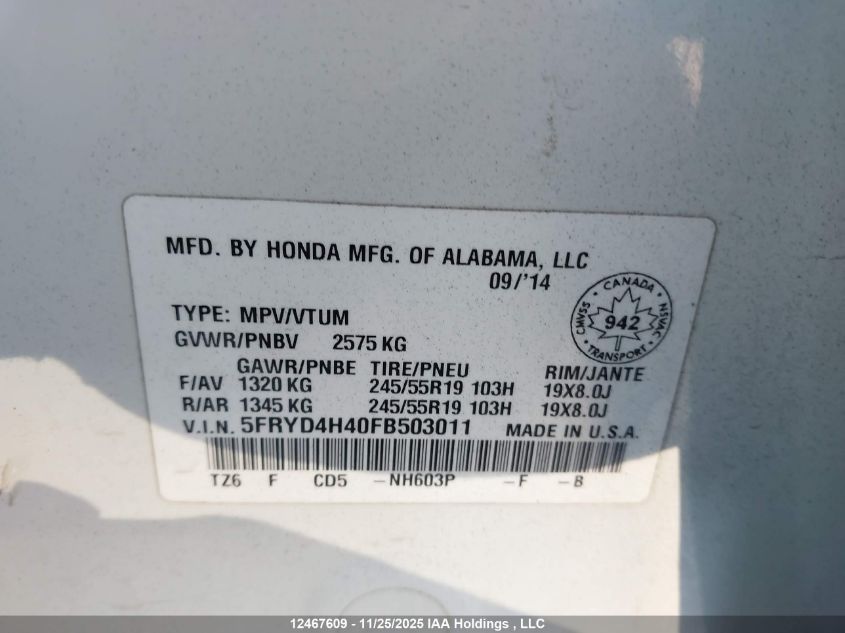 MFD. BY HONDA MFG. OF ALABAMA, LLC
09/'14
TYPE: MPV/VTUM
GVWR/PNBV 2575 KG
GAWR/PNBE TIRE/PNEU RIM/JANTE
F/AV 1320 KG 245/55R19 103H 19X8.0J
R/AR 1345 KG 245/55R19 103H 19X8.0J
V.I.N. 5FRYD4H40FB503011 MADE IN U.S.A.
TZ6 F CD5 -NH603P -F -B
CANADA
CMVSS 942 NSVAC
TRANSPORT
12467609 - 11/25/2025 IAA Holdings , LLC